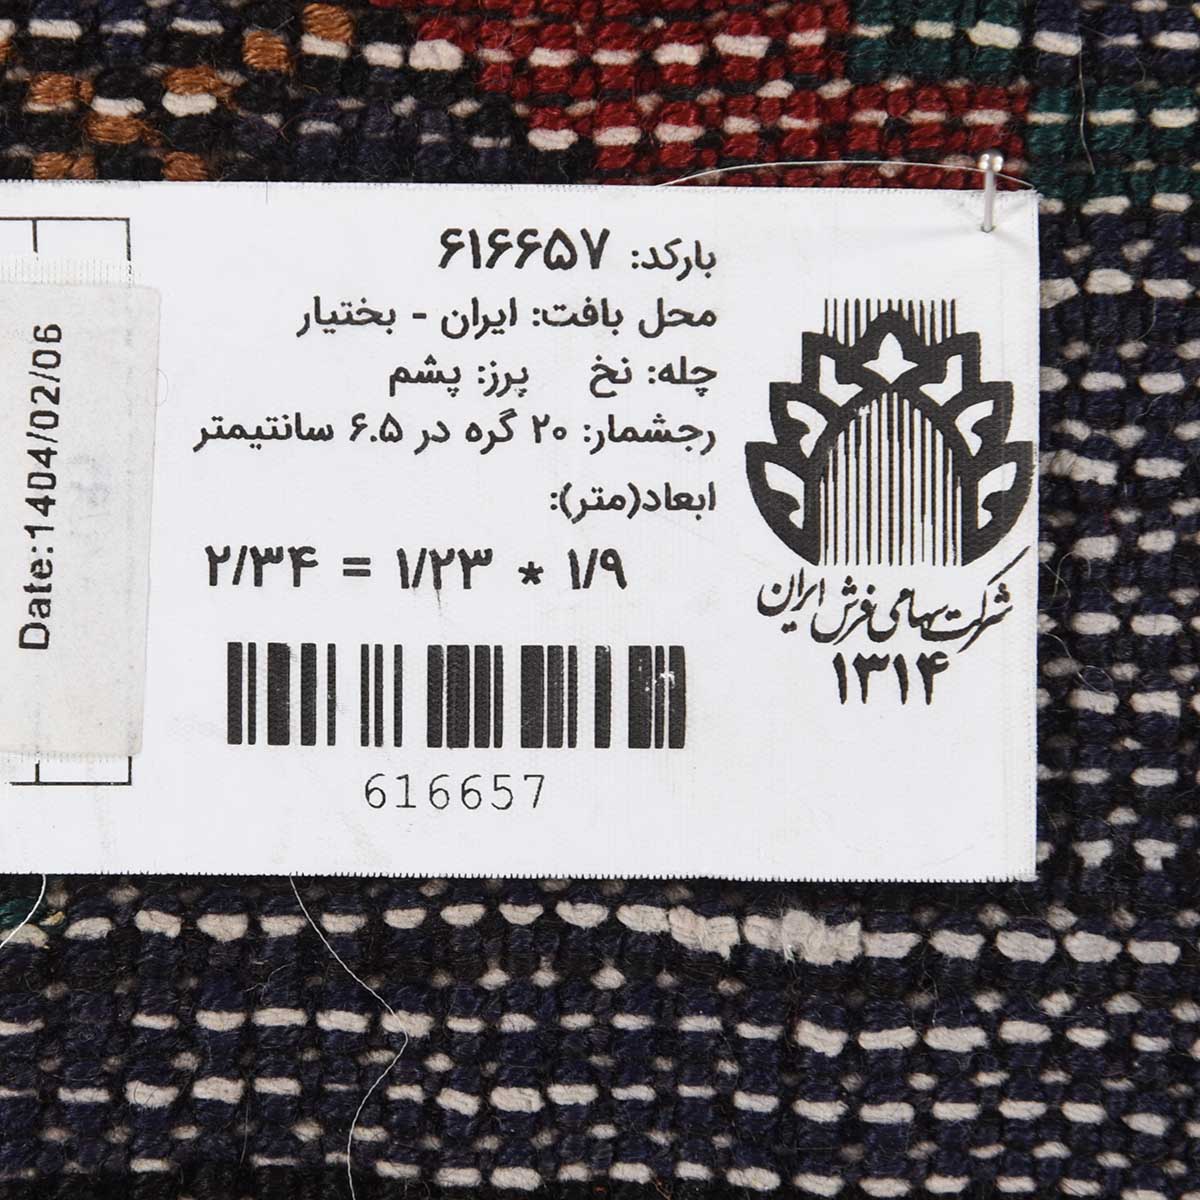 بارکد: ۶۱۶۶۵۷
محل بافت: ایران - بختیار
چله: نخ پرز: پشم
رجشمار: ۲۰ گره در ۶.۵ سانتیمتر
ابعاد(متر):
۱/۹ * ۱/۲۳ = ۲/۳۴
616657
شرکت سهامی فرش ایران
۱۳۱۴
Date:1404/02/06